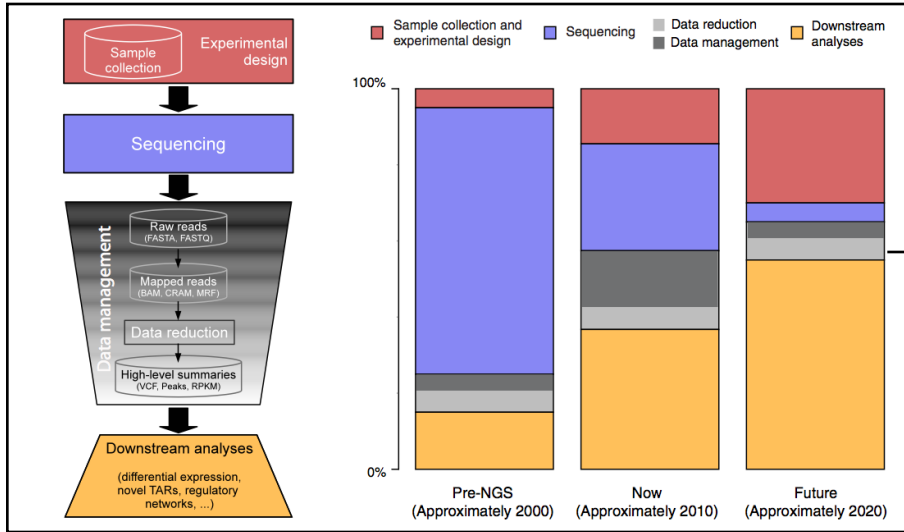 Sample
collection
Experimental
design
Sequencing
Data management
Raw reads
(FASTA, FASTQ)
Mapped reads
(BAM, CRAM, MRF)
Data reduction
High-level summaries
(VCF, Peaks, RPKM)
Downstream analyses
(differential expression,
novel TARs, regulatory
networks, ...)
Sample collection and
experimental design
Sequencing
Data reduction
Data management
Downstream
analyses
100%
0%
Pre-NGS
(Approximately 2000)
Now
(Approximately 2010)
Future
(Approximately 2020)